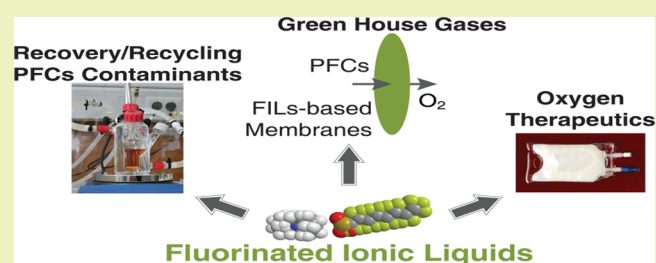 Green House Gases
Recovery/Recycling
PFCs Contaminants
PFCs
O₂
FILs-based
Membranes
Oxygen
Therapeutics
Fluorinated Ionic Liquids